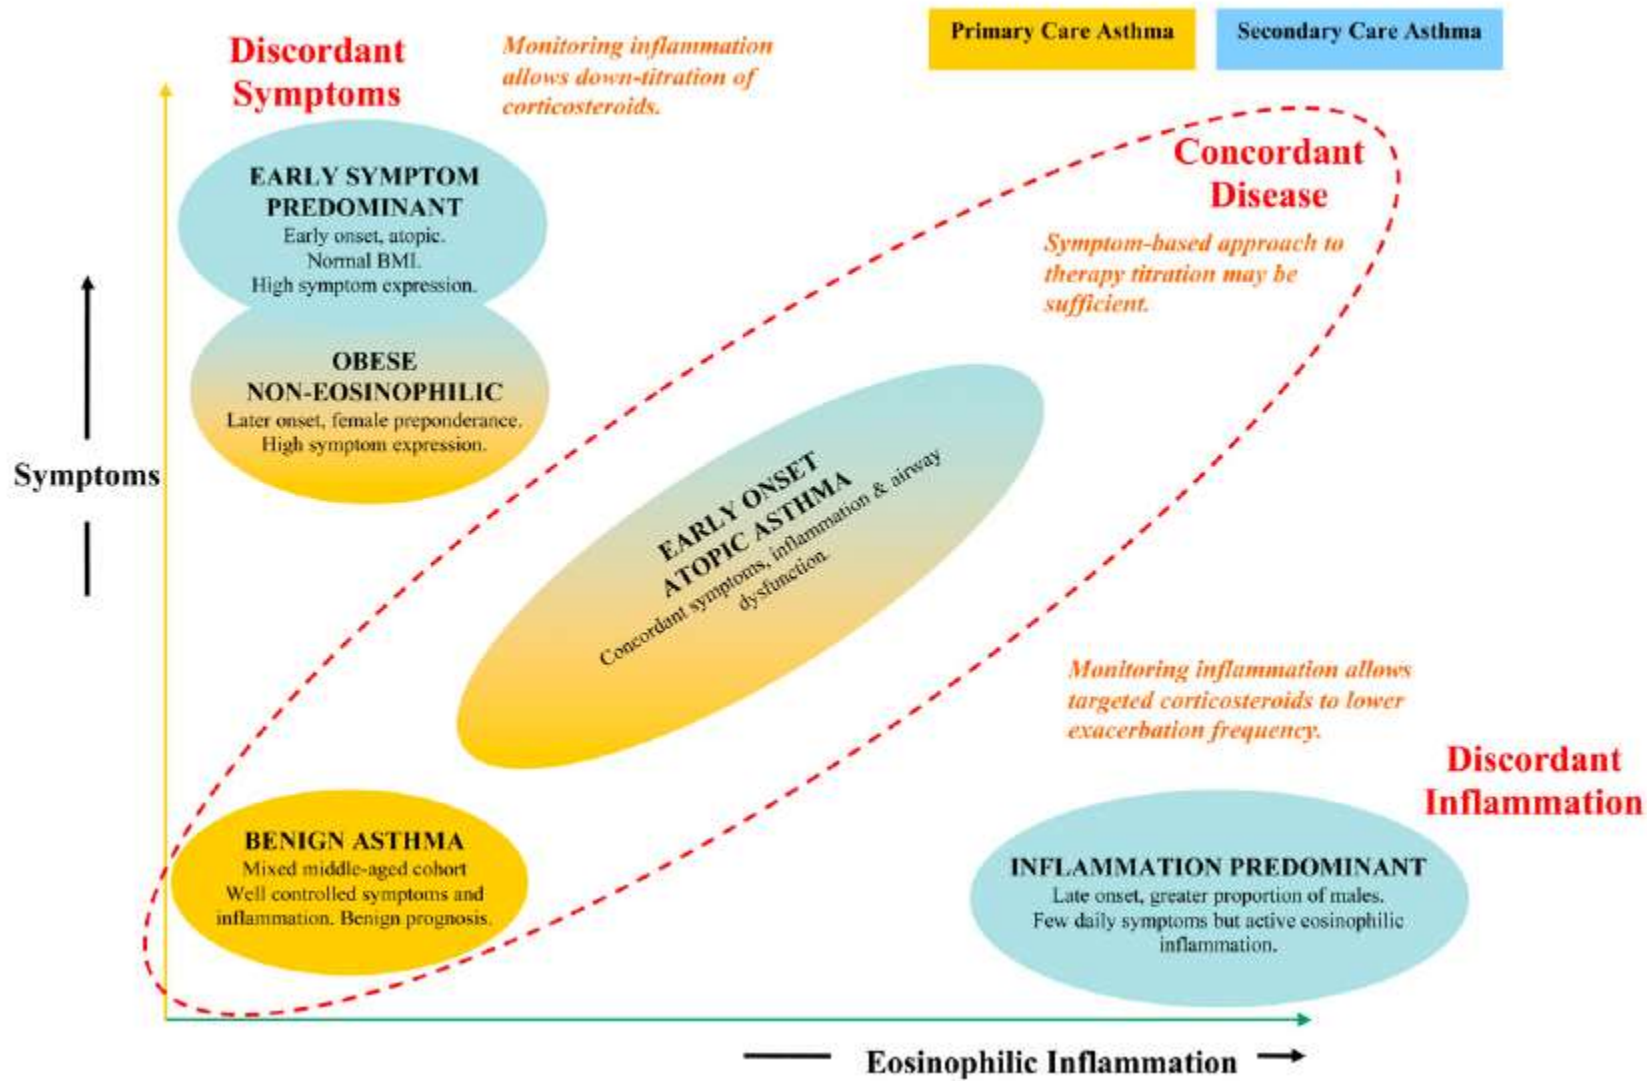 Primary Care Asthma
Secondary Care Asthma
Discordant
Symptoms
Monitoring inflammation
allows down-titration of
corticosteroids.
EARLY SYMPTOM
PREDOMINANT
Early onset, atopic.
Normal BMI.
High symptom expression.
OBESE
NON-EOSINOPHILIC
Later onset, female preponderance.
High symptom expression.
Symptoms
Concordant
Disease
Symptom-based approach to
therapy titration may be
sufficient.
EARLY ONSET
ATOPIC ASTHMA
Concordant symptoms, inflammation & airway
dysfunction.
Monitoring inflammation allows
targeted corticosteroids to lower
exacerbation frequency.
Discordant
Inflammation
BENIGN ASTHMA
Mixed middle-aged cohort
Well controlled symptoms and
inflammation. Benign prognosis.
INFLAMMATION PREDOMINANT
Late onset, greater proportion of males.
Few daily symptoms but active eosinophilic
inflammation.
Eosinophilic Inflammation